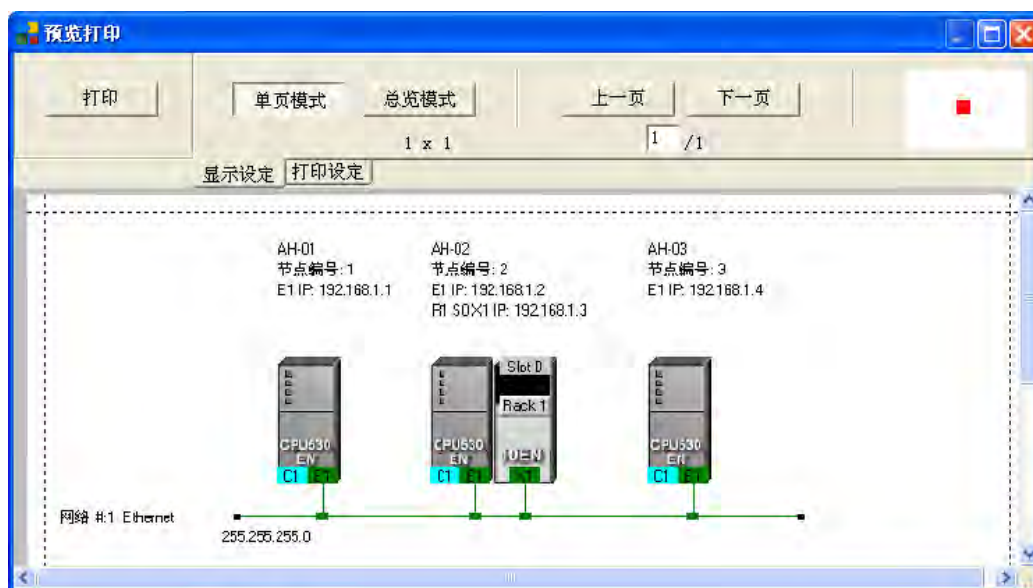 预览打印
打印 单页模式 总览模式 上一页 下一页
1 x 1 1 /1
显示设定 打印设定
AH-01 AH-02 AH-03
节点编号: 1 节点编号: 2 节点编号: 3
E1 IP: 192.168.1.1 E1 IP: 192.168.1.2 E1 IP: 192.168.1.4
R1 S0X1 IP: 192.168.1.3
Slot 0
Rack 1
CPU530 CPU530 CPU530
EN EN 10EN EN
C1 E1 C1 E1 X1 C1 E1
网络 #:1 Ethernet
255.255.255.0